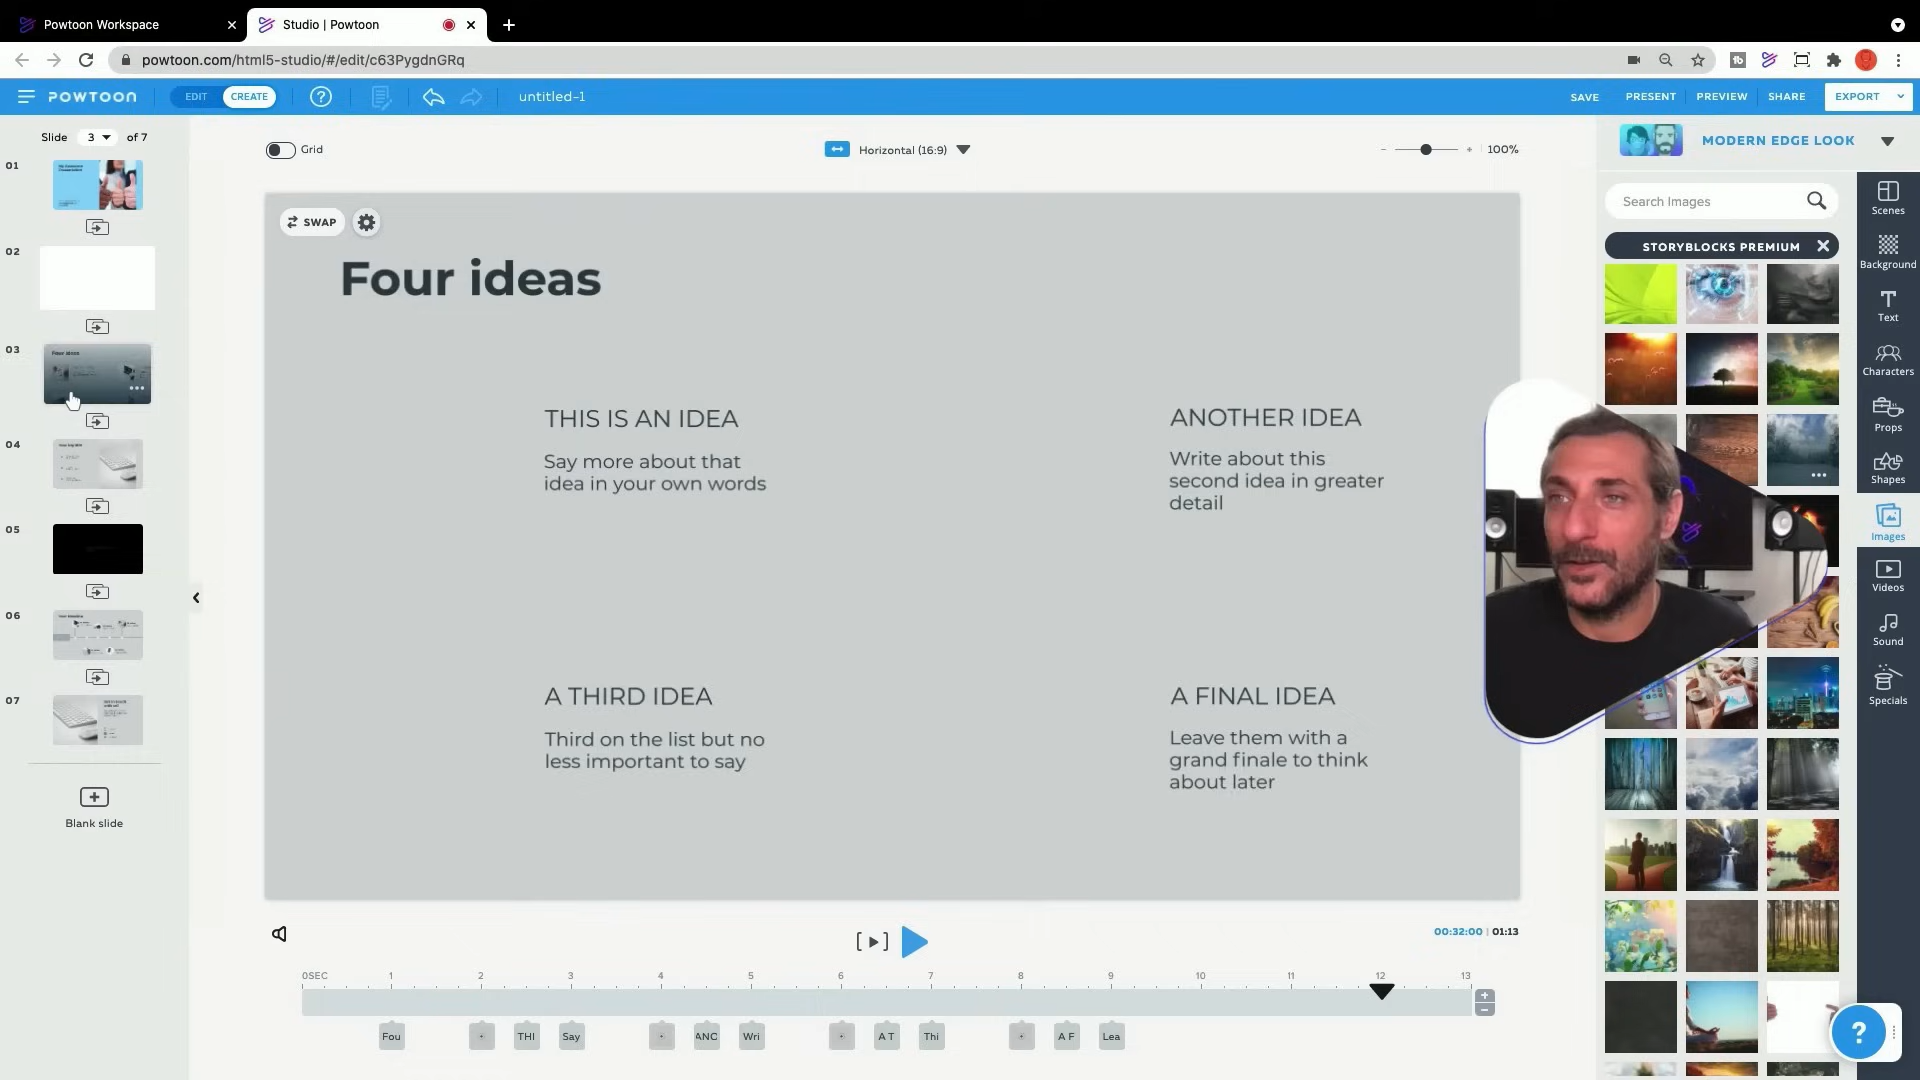 Powtoon Workspace
Studio | Powtoon
powtoon.com/html5-studio/#/edit/c63PygdnGRq
POWTOON
EDIT
CREATE
untitled-1
SAVE
PRESENT
PREVIEW
SHARE
EXPORT
Slide
3
of 7
Grid
Horizontal (16:9)
100%
MODERN EDGE LOOK
Search Images
STORYBLOCKS PREMIUM
Scenes
Background
Text
Characters
Props
Shapes
Images
Videos
Sound
Specials
01
02
03
Four ideas
04
05
06
07
Blank slide
SWAP
Four ideas
THIS IS AN IDEA
Say more about that
idea in your own words
ANOTHER IDEA
Write about this
second idea in greater
detail
A THIRD IDEA
Third on the list but no
less important to say
A FINAL IDEA
Leave them with a
grand finale to think
about later
00:32:00 | 01:13
0SEC
1
2
3
4
5
6
7
8
9
10
11
12
13
Fou
THI
Say
ANC
Wri
A T
Thi
A F
Lea